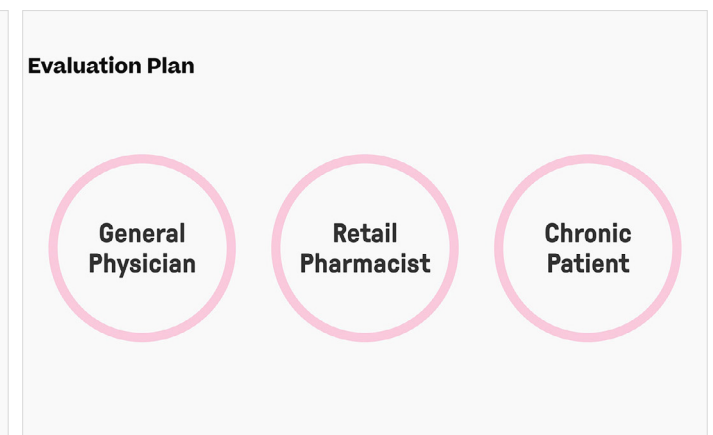 Evaluation Plan
General
Physician
Retail
Pharmacist
Chronic
Patient